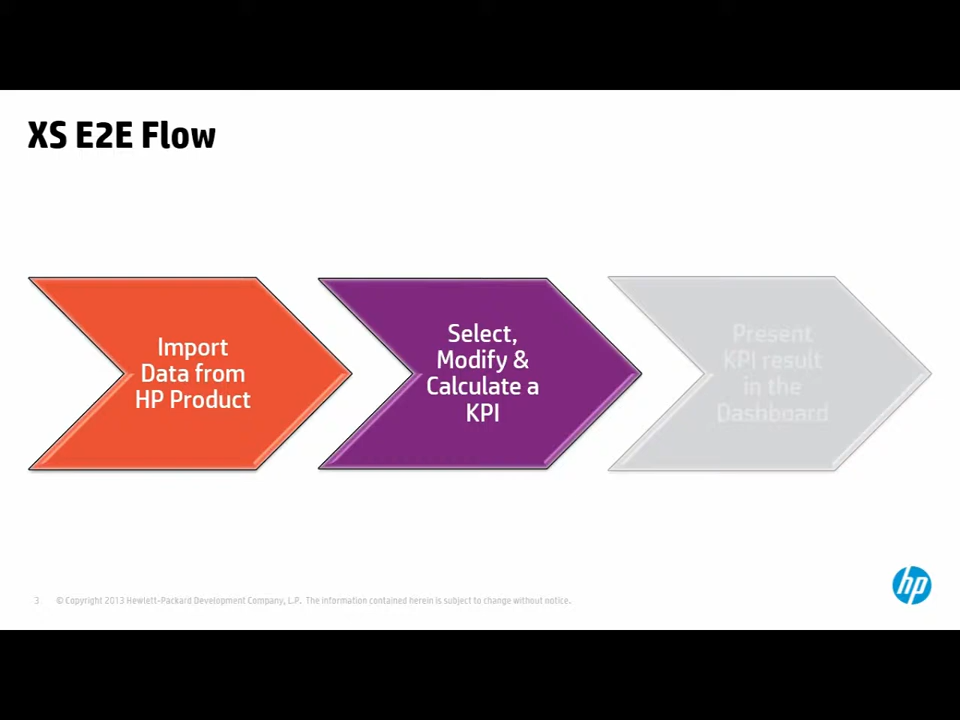 XS E2E Flow
Import
Data from
HP Product
Select,
Modify &
Calculate a
KPI
Present
KPI result
in the
Dashboard
3 © Copyright 2013 Hewlett-Packard Development Company, L.P. The information contained herein is subject to change without notice.
hp